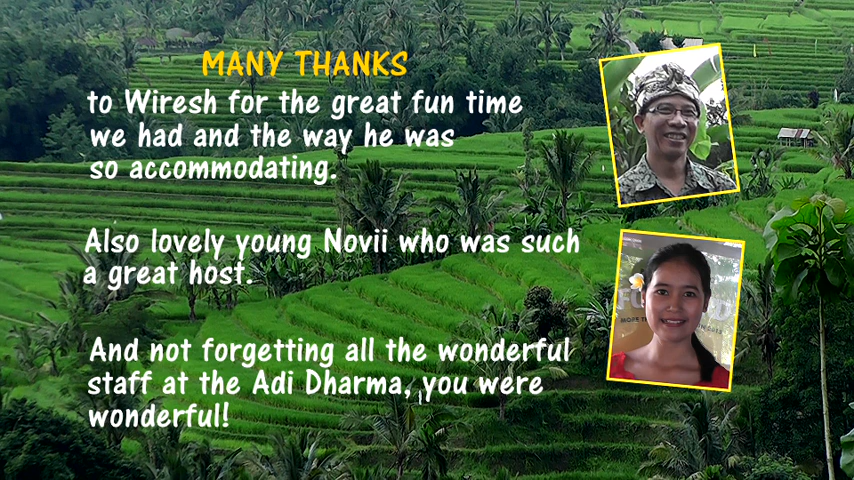 MANY THANKS
to Wiresh for the great fun time
we had and the way he was
so accommodating.
Also lovely young Novii who was such
a great host.
And not forgetting all the wonderful
staff at the Adi Dharma, you were
wonderful!